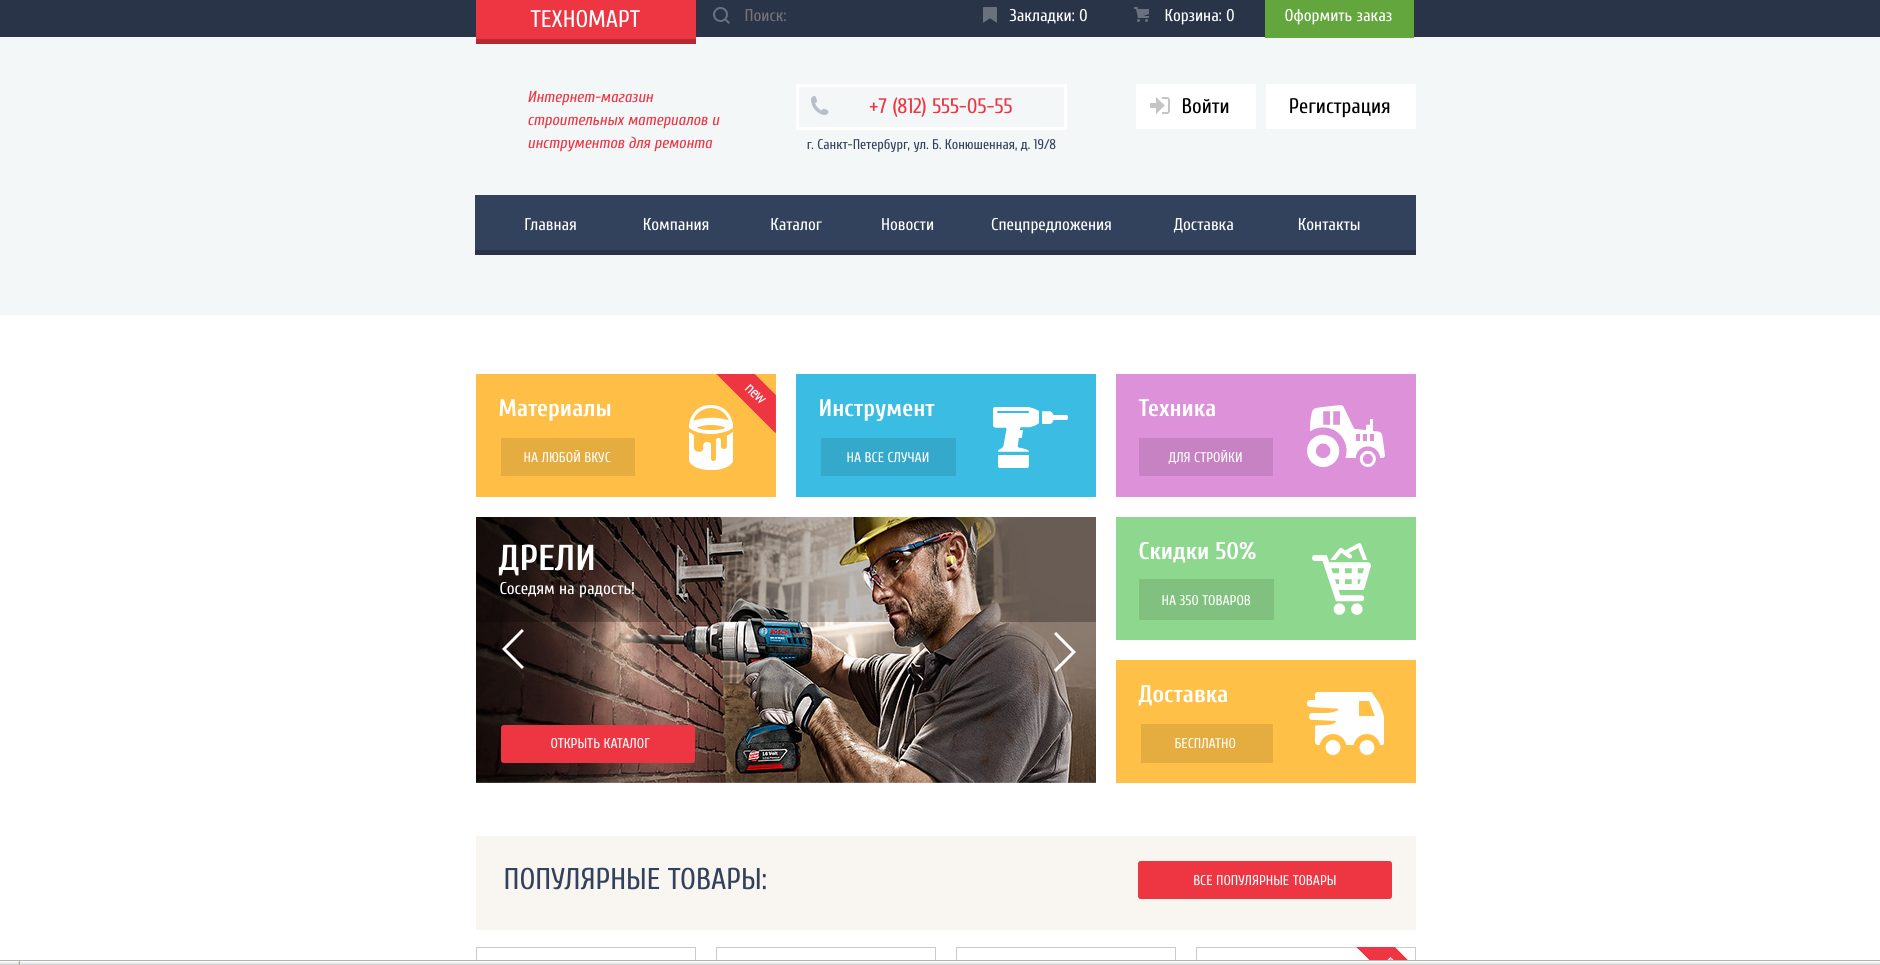 ТЕХНОМАРТ
Поиск:
Закладки: 0
Корзина: 0
Оформить заказ
Интернет-магазин
строительных материалов и
инструментов для ремонта
+7 (812) 555-05-55
г. Санкт-Петербург, ул. Б. Конюшенная, д. 19/8
Войти
Регистрация
Главная
Компания
Каталог
Новости
Спецпредложения
Доставка
Контакты
Материалы
new
НА ЛЮБОЙ ВКУС
Инструмент
НА ВСЕ СЛУЧАИ
Техника
ДЛЯ СТРОЙКИ
ДРЕЛИ
Соседям на радость!
ОТКРЫТЬ КАТАЛОГ
Скидки 50%
НА 350 ТОВАРОВ
Доставка
БЕСПЛАТНО
ПОПУЛЯРНЫЕ ТОВАРЫ:
ВСЕ ПОПУЛЯРНЫЕ ТОВАРЫ